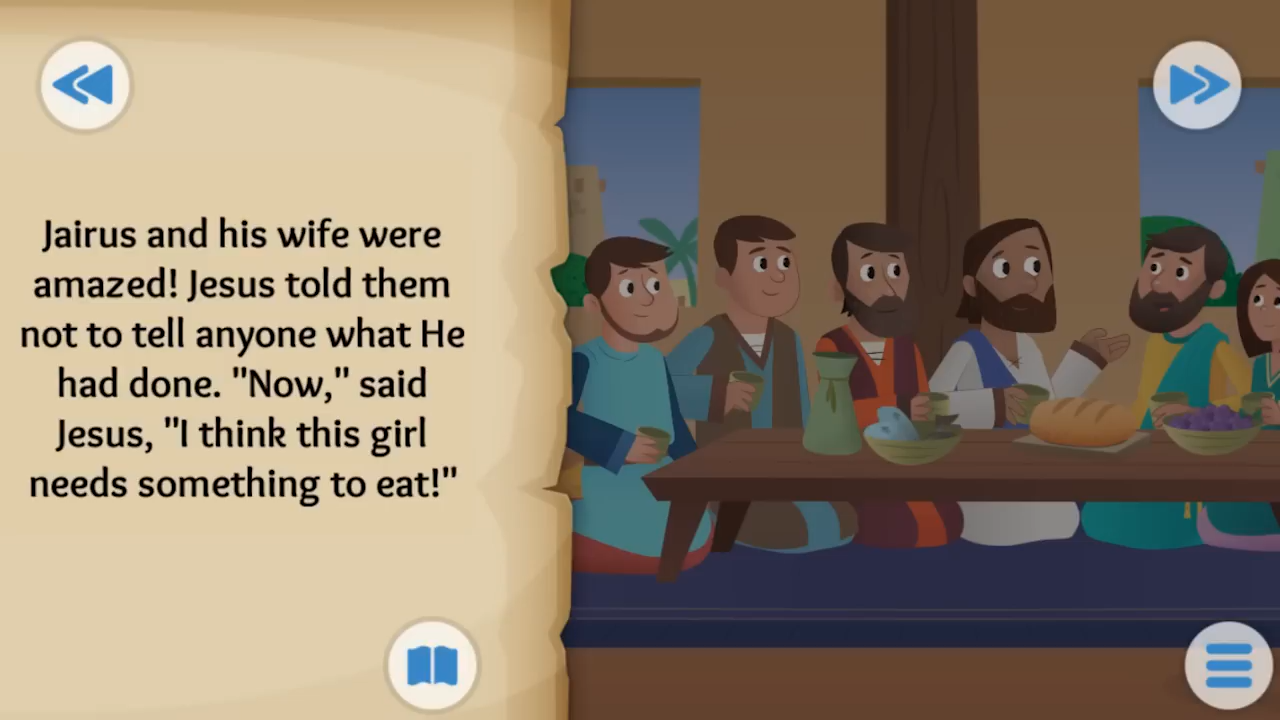 Jairus and his wife were
amazed! Jesus told them
not to tell anyone what He
had done. "Now," said
Jesus, "I think this girl
needs something to eat!"